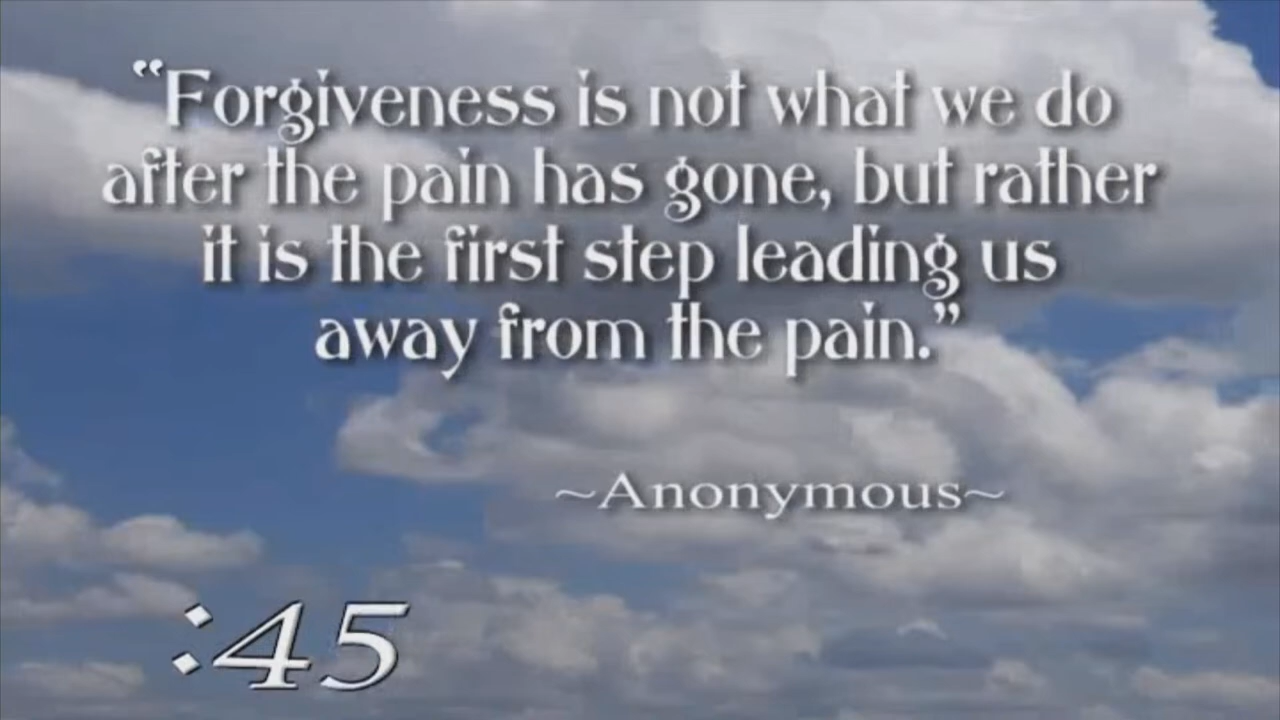 “Forgiveness is not what we do
after the pain has gone, but rather
it is the first step leading us
away from the pain.”
~Anonymous~
:45